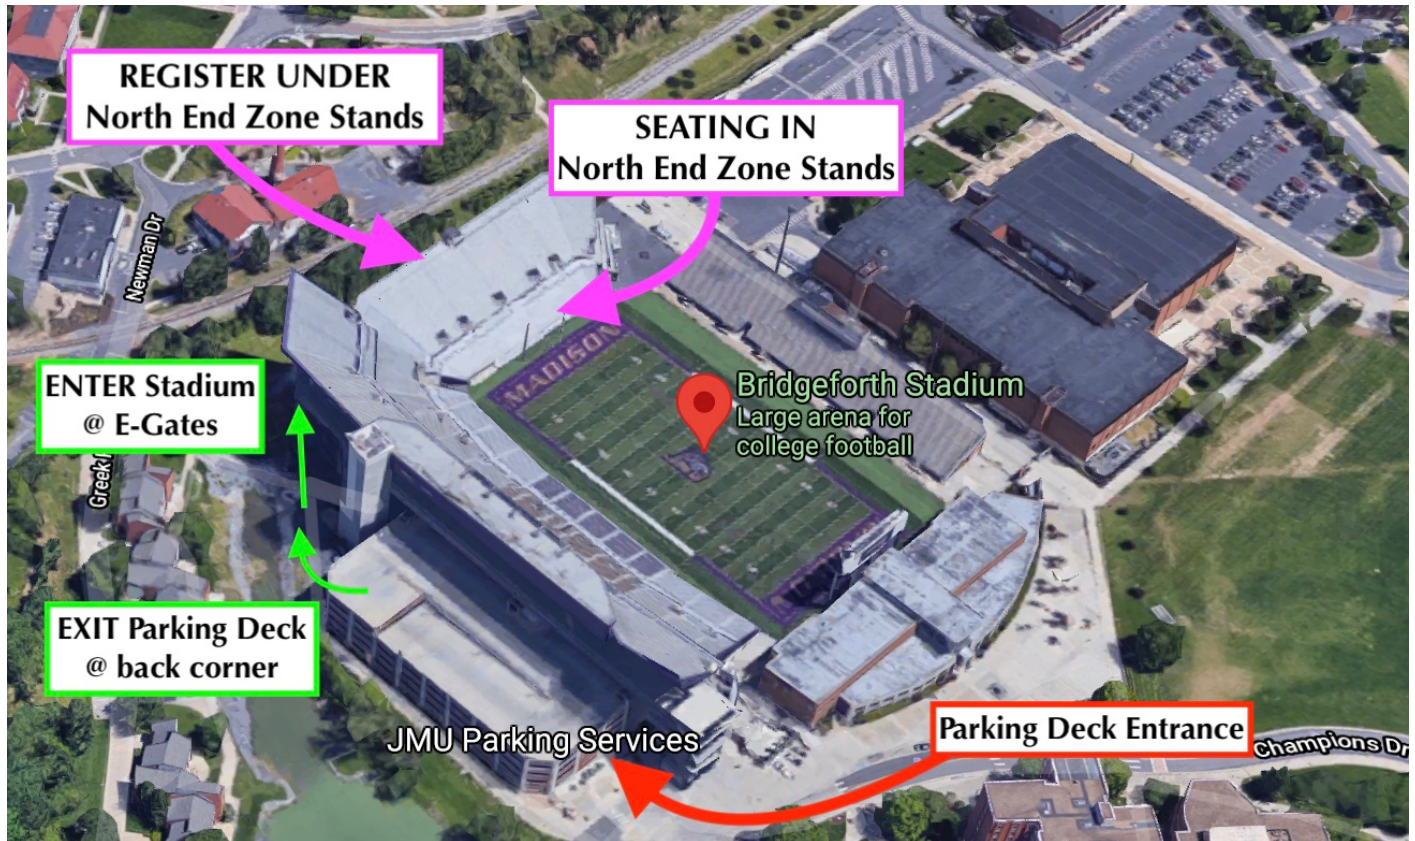 REGISTER UNDER
North End Zone Stands
SEATING IN
North End Zone Stands
Newman Dr
MADISON
ENTER Stadium
@ E-Gates
Bridgeforth Stadium
Large arena for
college football
EXIT Parking Deck
@ back corner
JMU Parking Services
Parking Deck Entrance
Champions Dr